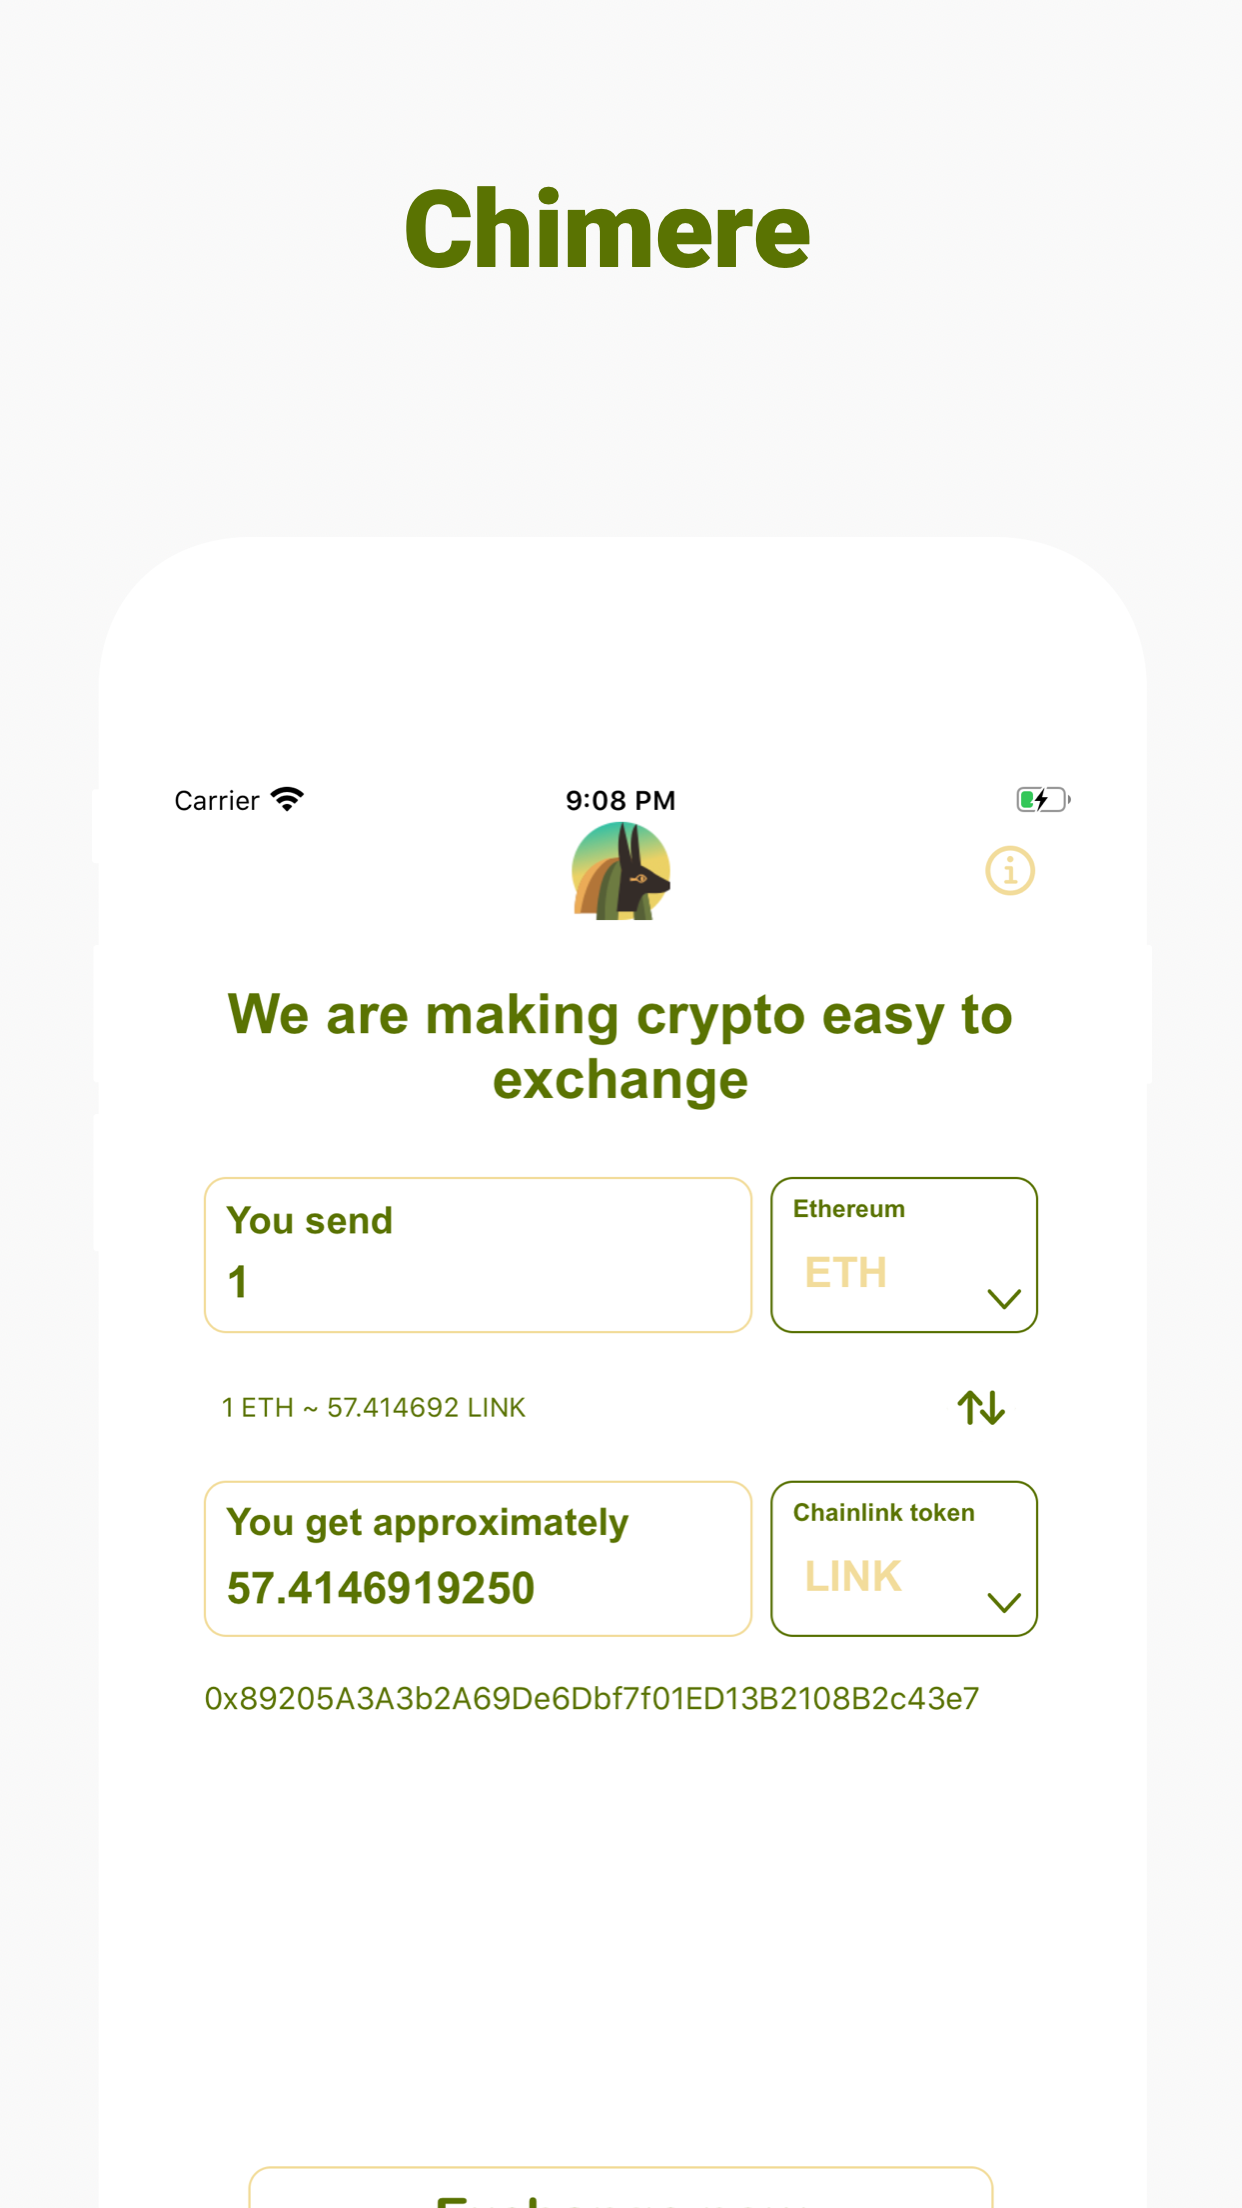 Chimere
Carrier
9:08 PM
We are making crypto easy to
exchange
You send
1
Ethereum
ETH
1 ETH ~ 57.414692 LINK
You get approximately
57.4146919250
Chainlink token
LINK
0x89205A3A3b2A69De6Dbf7f01ED13B2108B2c43e7